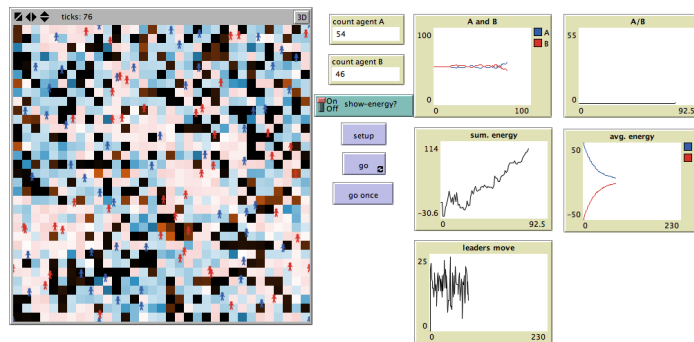 ticks: 76
3D
count agent A
54
count agent B
46
On
Off
show-energy?
setup
go
go once
A and B
100
0
0
100
A
B
A/B
55
0
0
92.5
sum. energy
114
-30.6
0
92.5
avg. energy
50
-50
0
230
leaders move
25
0
0
230